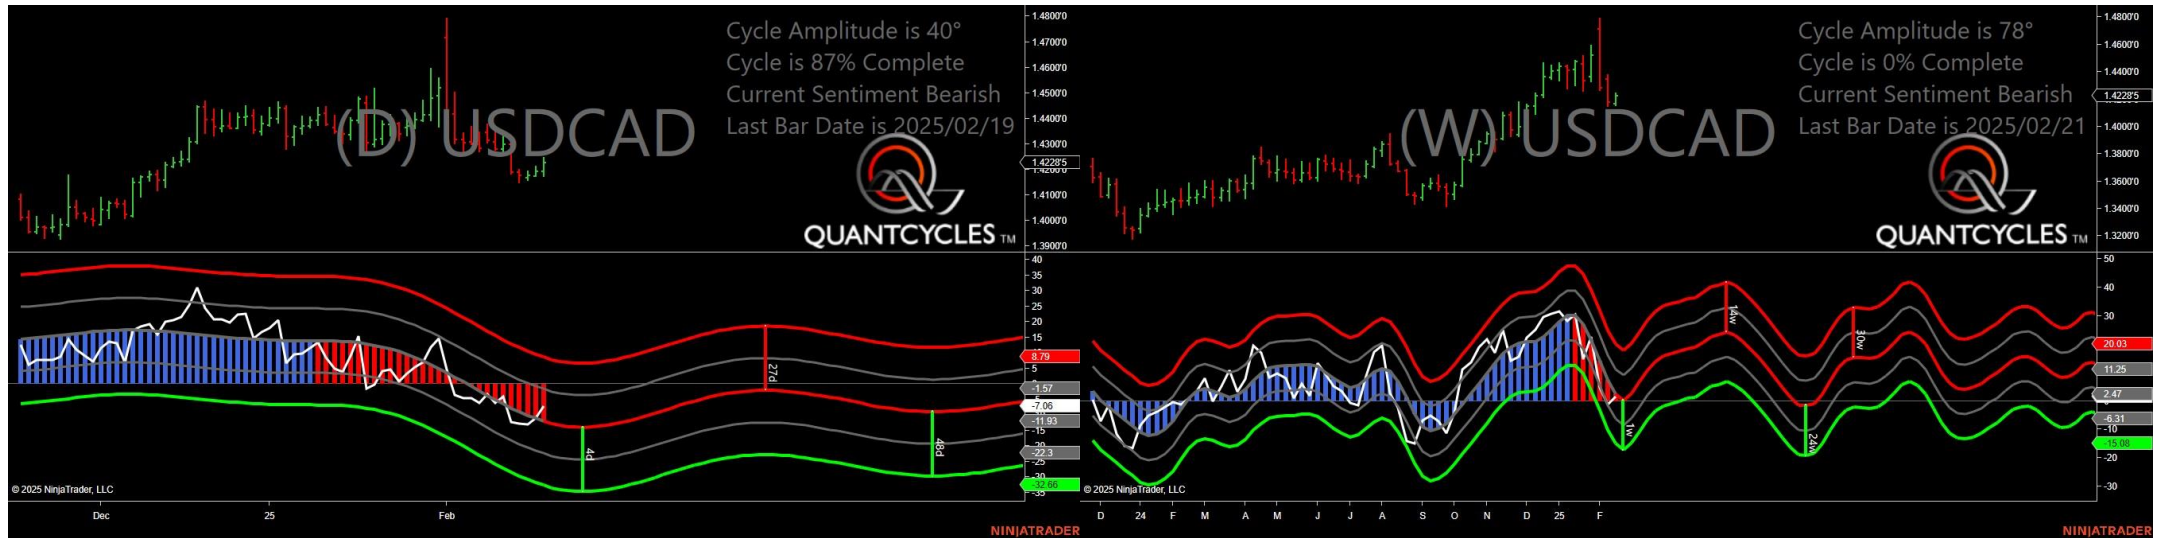 Cycle Amplitude is 40°
Cycle is 87% Complete
Current Sentiment Bearish
Last Bar Date is 2025/02/19
(D) USDCAD
QUANTCYCLES TM
1.4800'0
1.4700'0
1.4600'0
1.4500'0
1.4400'0
1.4300'0
1.4228'5
1.4200'0
1.4100'0
1.4000'0
1.3900'0
40
35
30
25
20
15
8.79
5
-1.57
-7.06
-11.93
-15
-22.3
-25
-32.66
-35
27d
4d
48d
© 2025 NinjaTrader, LLC
Dec
25
Feb
NINJATRADER
Cycle Amplitude is 78°
Cycle is 0% Complete
Current Sentiment Bearish
Last Bar Date is 2025/02/21
(W) USDCAD
QUANTCYCLES TM
1.4800'0
1.4600'0
1.4400'0
1.4228'5
1.4000'0
1.3800'0
1.3600'0
1.3400'0
1.3200'0
50
40
30
20.03
11.25
2.47
-6.31
-10
-15.08
-20
-30
14w
30w
1w
24w
© 2025 NinjaTrader, LLC
D
24
F
M
A
M
J
J
A
S
O
N
D
25
F
NINJATRADER